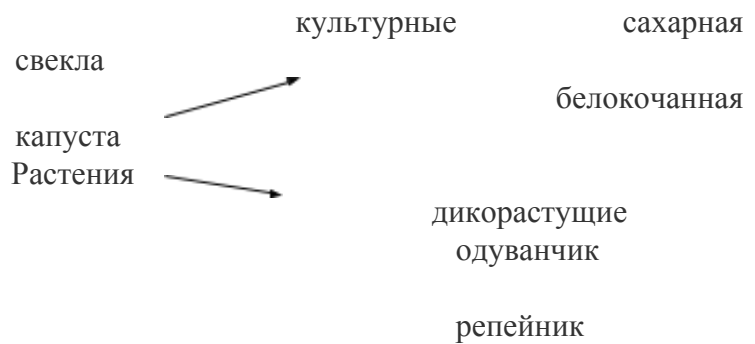 культурные сахарная
свекла
белокочанная
капуста
Растения
дикорастущие
одуванчик
репейник